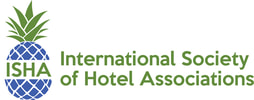 ISHA
International Society
of Hotel Associations